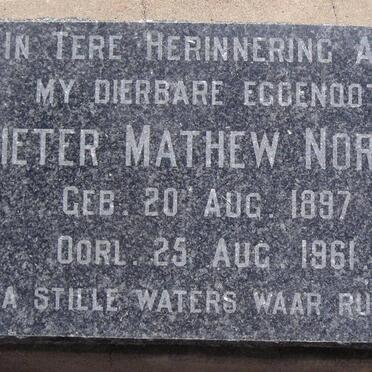 IN TERE HERINNERING A
MY DIERBARE EGGENOOT
IETER MATHEW NOR
GEB. 20 AUG. 1897
OORL. 25 AUG. 1961
A STILLE WATERS WAAR RU